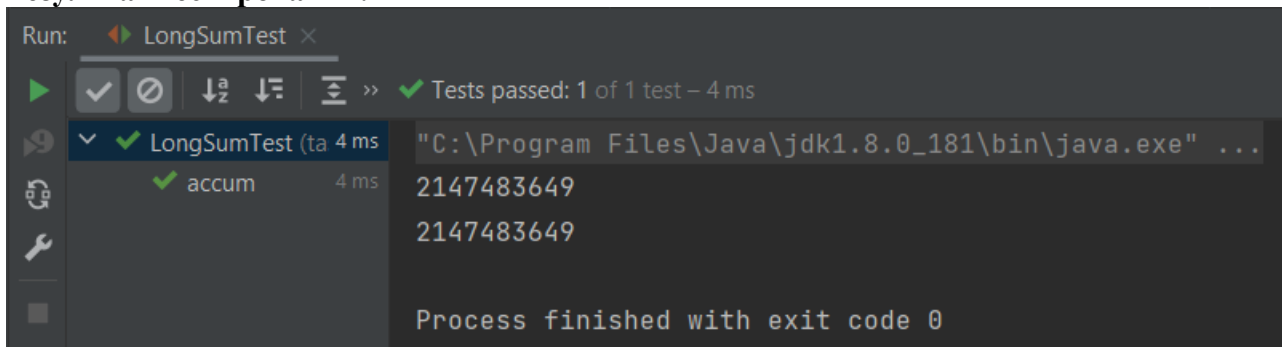 Run: LongSumTest ×
Tests passed: 1 of 1 test – 4 ms
LongSumTest (ta 4 ms
"C:\Program Files\Java\jdk1.8.0_181\bin\java.exe" ...
accum 4 ms
2147483649
2147483649
Process finished with exit code 0